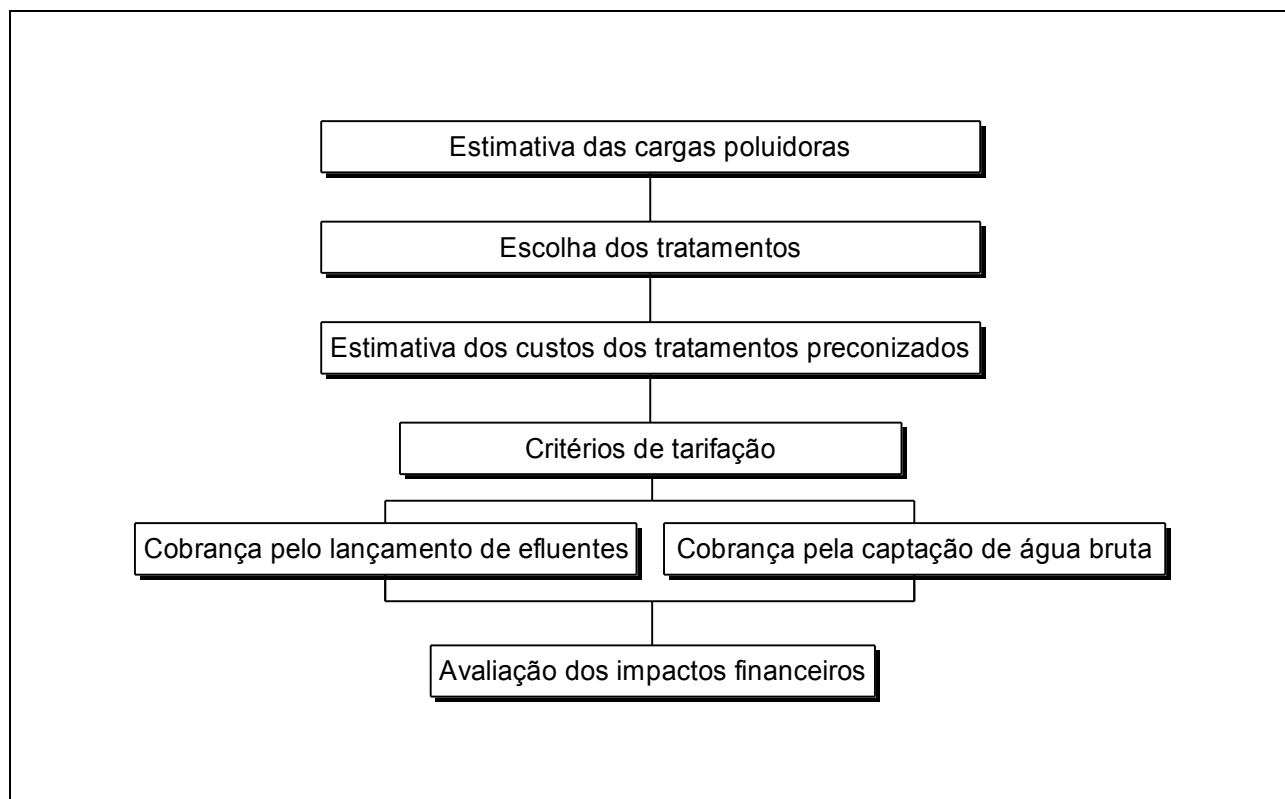 Estimativa das cargas poluidoras
Escolha dos tratamentos
Estimativa dos custos dos tratamentos preconizados
Critérios de tarifação
Cobrança pelo lançamento de efluentes
Cobrança pela captação de água bruta
Avaliação dos impactos financeiros